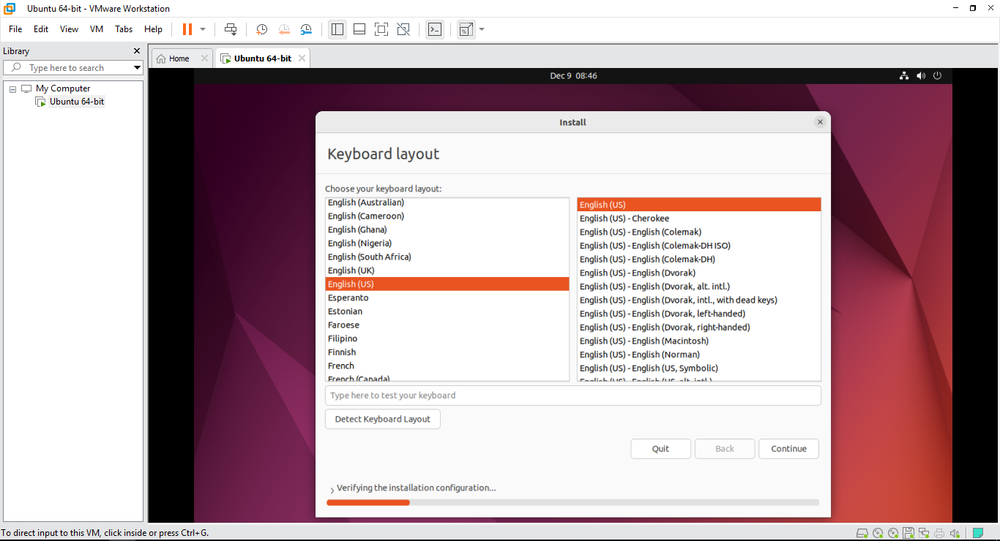 Ubuntu 64-bit - VMware Workstation
File Edit View VM Tabs Help
Library
Home
Ubuntu 64-bit
Type here to search
My Computer
Ubuntu 64-bit
Dec 9 08:46
Install
Keyboard layout
Choose your keyboard layout:
English (Australian)
English (Cameroon)
English (Ghana)
English (Nigeria)
English (South Africa)
English (UK)
English (US)
Esperanto
Estonian
Faroese
Filipino
Finnish
French
French (Canada)
English (US)
English (US) - Cherokee
English (US) - English (Colemak)
English (US) - English (Colemak-DH ISO)
English (US) - English (Colemak-DH)
English (US) - English (Dvorak)
English (US) - English (Dvorak, alt. intl.)
English (US) - English (Dvorak, intl., with dead keys)
English (US) - English (Dvorak, left-handed)
English (US) - English (Dvorak, right-handed)
English (US) - English (Macintosh)
English (US) - English (Norman)
English (US) - English (US, Symbolic)
English (US) - English (US, alt. intl.)
Type here to test your keyboard
Detect Keyboard Layout
Quit
Back
Continue
Verifying the installation configuration...
To direct input to this VM, click inside or press Ctrl+G.